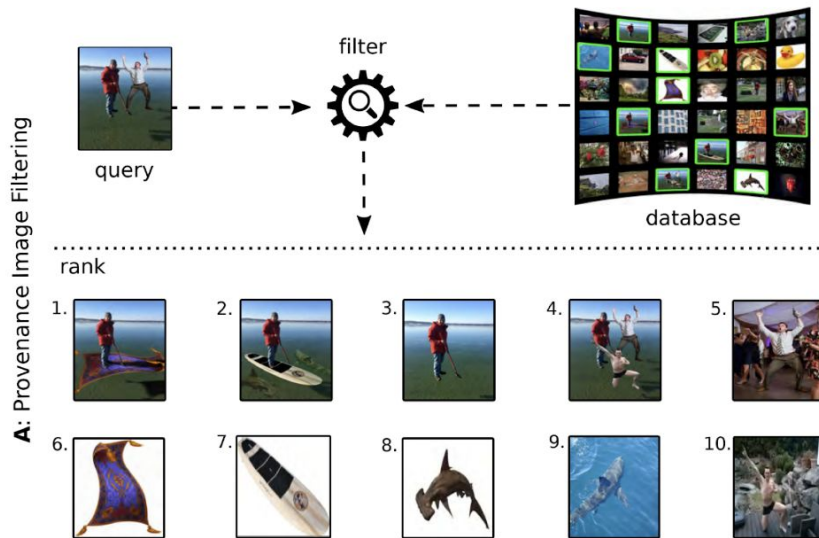 filter
query
database
A: Provenance Image Filtering
rank
1.
2.
3.
4.
5.
6.
7.
8.
9.
10.